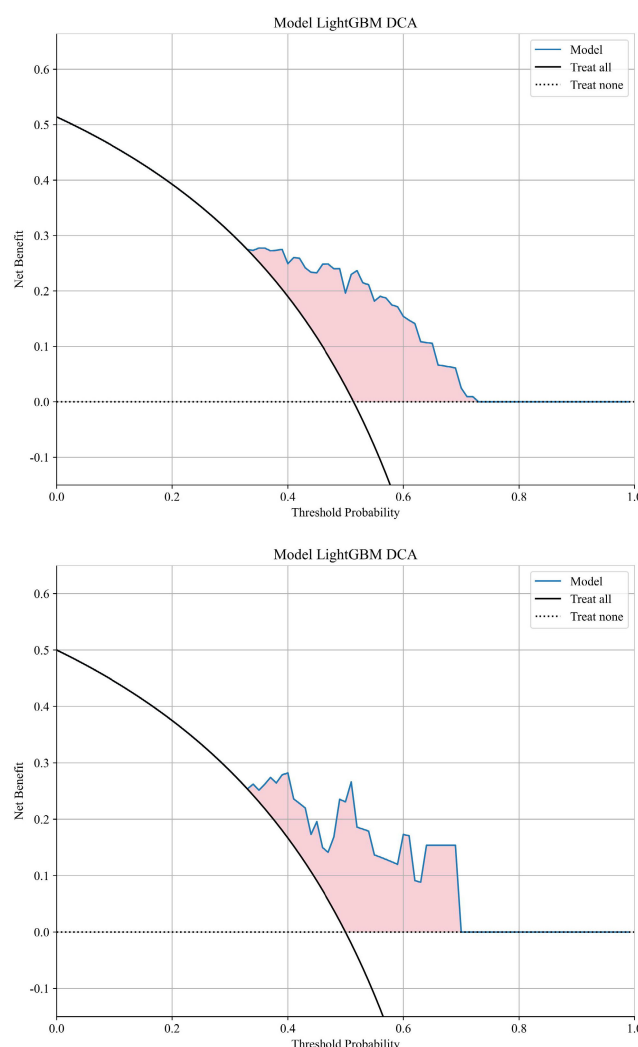 Model LightGBM DCA
Model
Treat all
Treat none
0.6
0.5
0.4
0.3
0.2
0.1
0.0
-0.1
Net Benefit
0.0 0.2 0.4 0.6 0.8 1.0
Threshold Probability
Model LightGBM DCA
Model
Treat all
Treat none
0.6
0.5
0.4
0.3
0.2
0.1
0.0
-0.1
Net Benefit
0.0 0.2 0.4 0.6 0.8 1.0
Threshold Probability